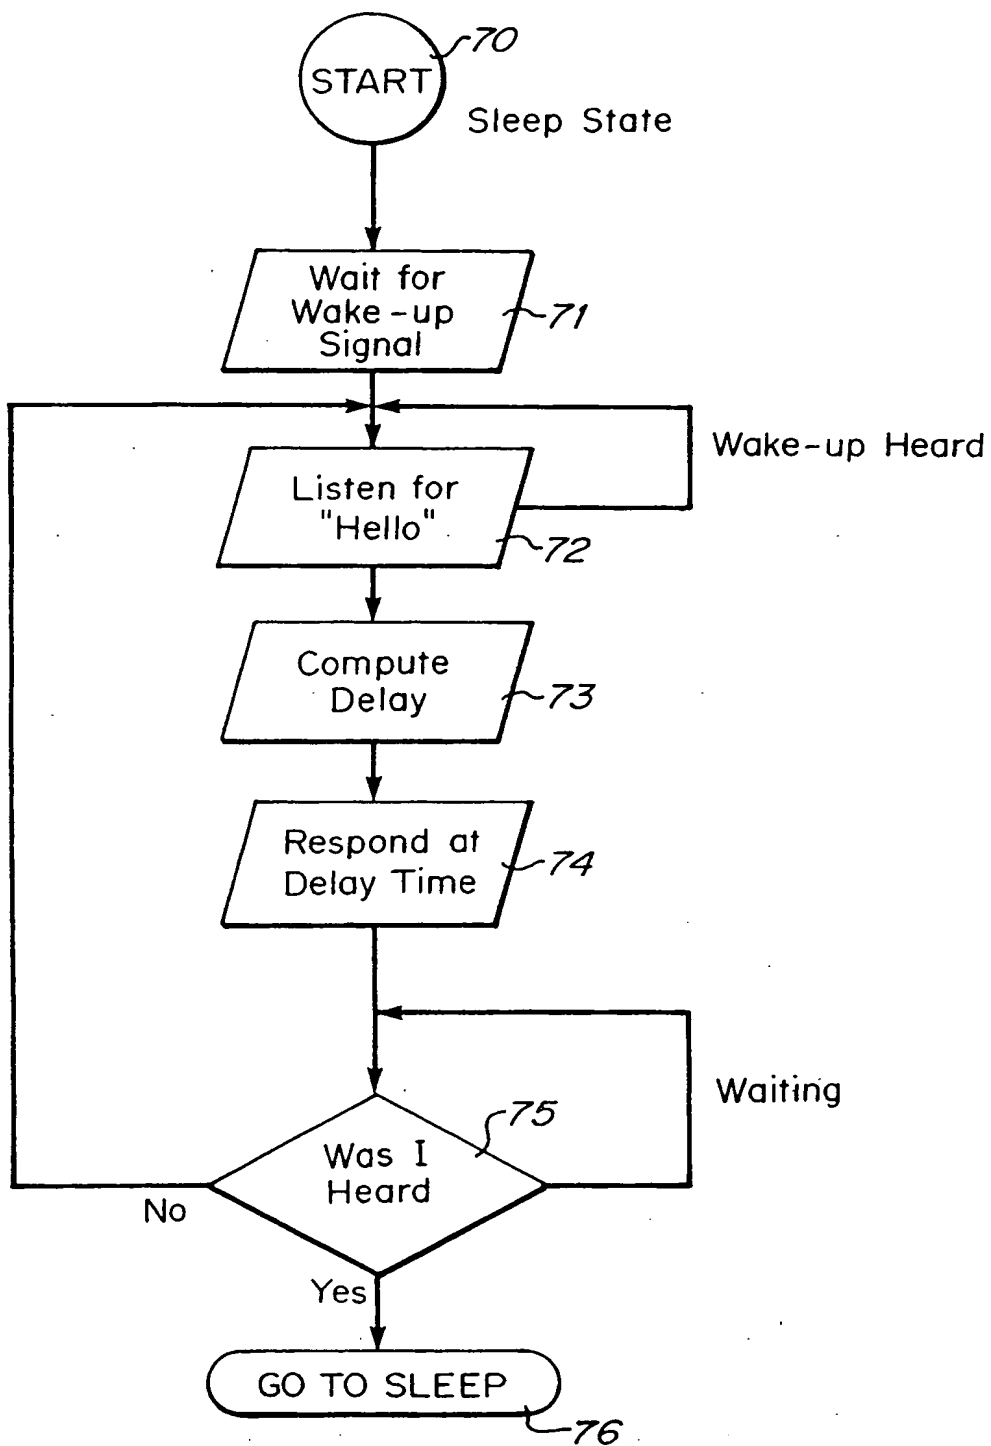 70
START
Sleep State
Wait for
Wake-up
Signal
71
Wake-up Heard
Listen for
"Hello"
72
Compute
Delay
73
Respond at
Delay Time
74
Waiting
75
Was I
Heard
No
Yes
GO TO SLEEP
76